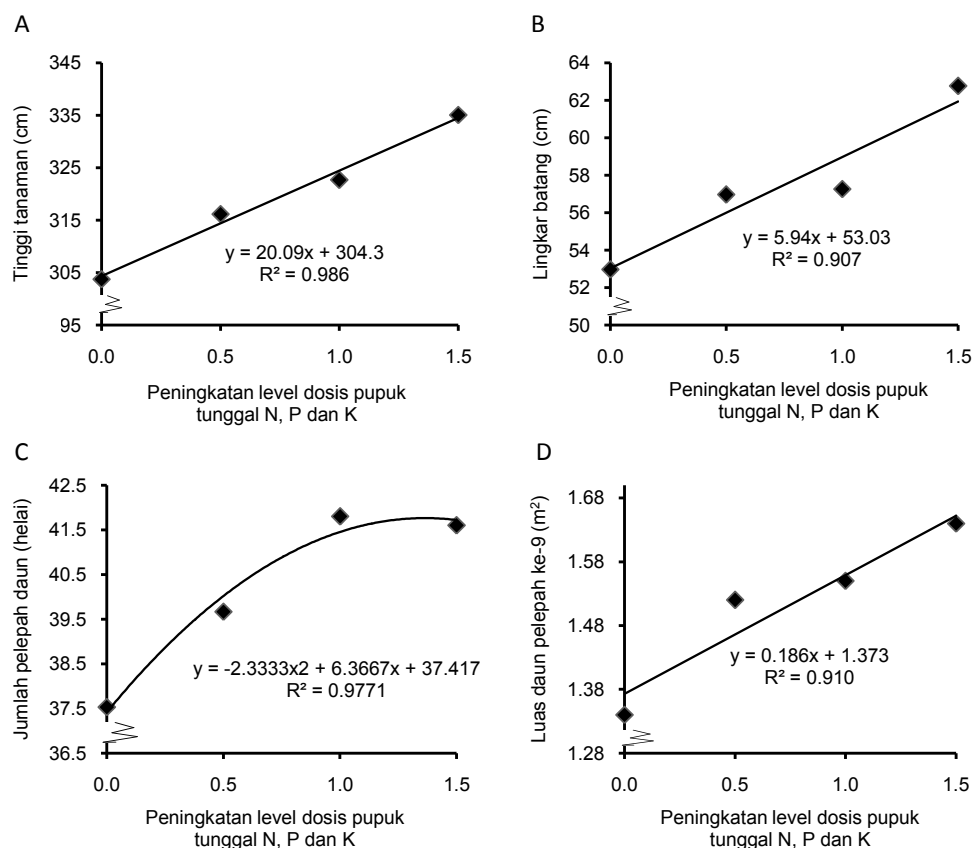 A
Tinggi tanaman (cm)
345
335
325
315
305
95
y = 20.09x + 304.3
R² = 0.986
0.0 0.5 1.0 1.5
Peningkatan level dosis pupuk
tunggal N, P dan K
B
Lingkar batang (cm)
64
62
60
58
56
54
52
50
y = 5.94x + 53.03
R² = 0.907
0.0 0.5 1.0 1.5
Peningkatan level dosis pupuk
tunggal N, P dan K
C
Jumlah pelepah daun (helai)
42.5
41.5
40.5
39.5
38.5
37.5
36.5
y = -2.3333x2 + 6.3667x + 37.417
R² = 0.9771
0.0 0.5 1.0 1.5
Peningkatan level dosis pupuk
tunggal N, P dan K
D
Luas daun pelepah ke-9 (m²)
1.68
1.58
1.48
1.38
1.28
y = 0.186x + 1.373
R² = 0.910
0.0 0.5 1.0 1.5
Peningkatan level dosis pupuk
tunggal N, P dan K